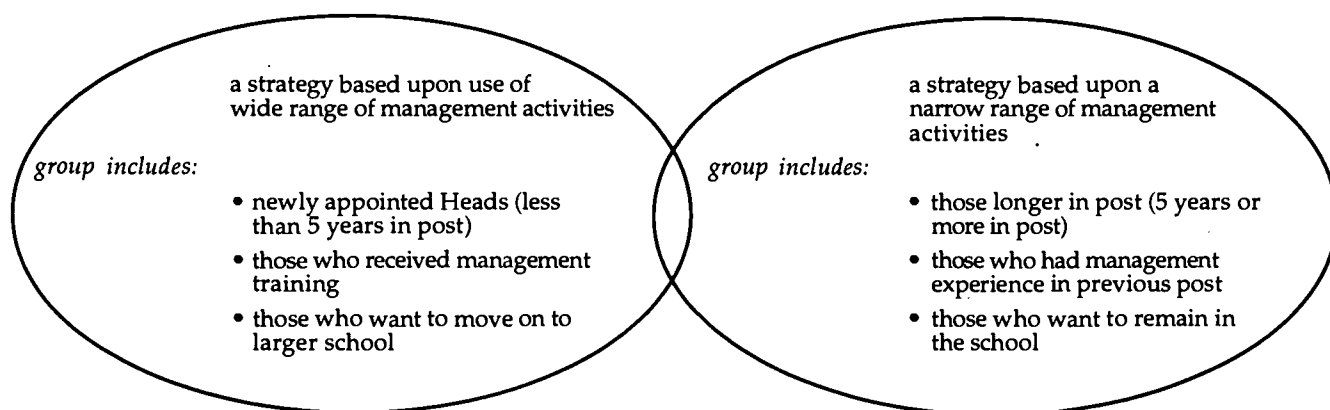 a strategy based upon use of
wide range of management activities
group includes:
• newly appointed Heads (less
than 5 years in post)
• those who received management
training
• those who want to move on to
larger school
a strategy based upon a
narrow range of management
activities
group includes:
• those longer in post (5 years or
more in post)
• those who had management
experience in previous post
• those who want to remain in
the school